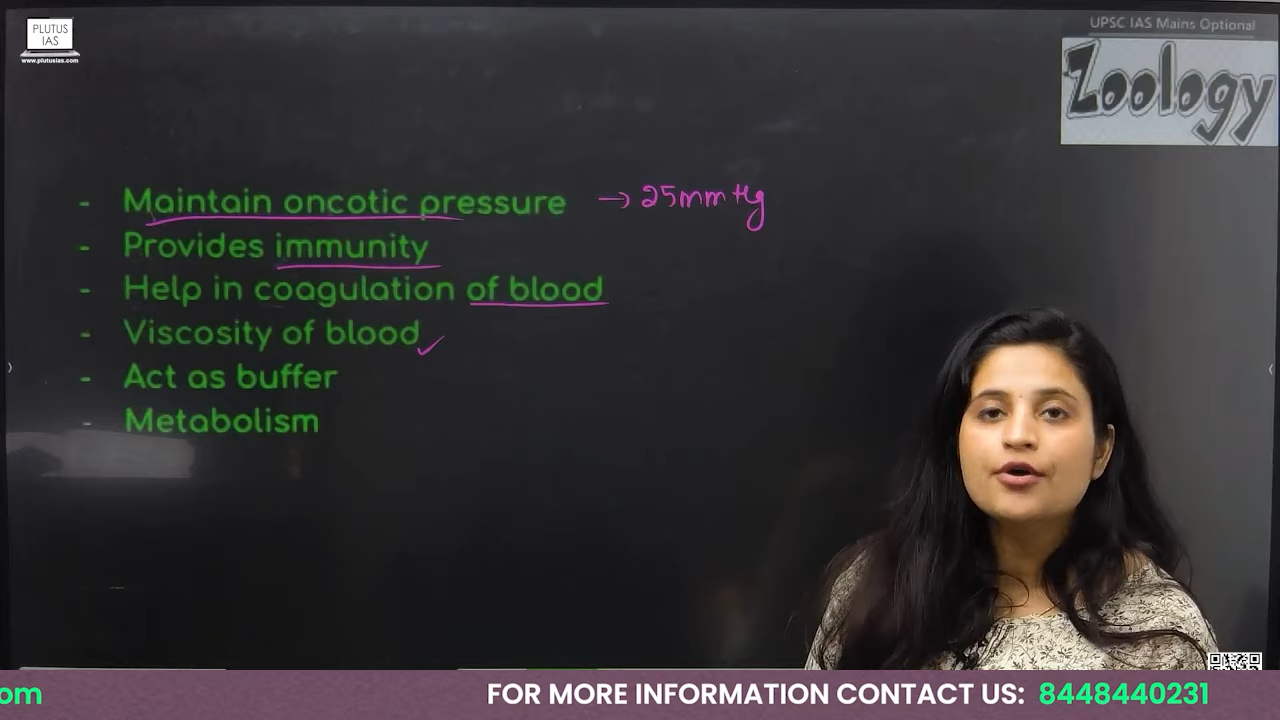 PLUTUS
IAS
www.plutusias.com
UPSC IAS Mains Optional
Zoology
- Maintain oncotic pressure → 25mmHg
- Provides immunity
- Help in coagulation of blood
- Viscosity of blood ✓
- Act as buffer
- Metabolism
om
FOR MORE INFORMATION CONTACT US: 8448440231